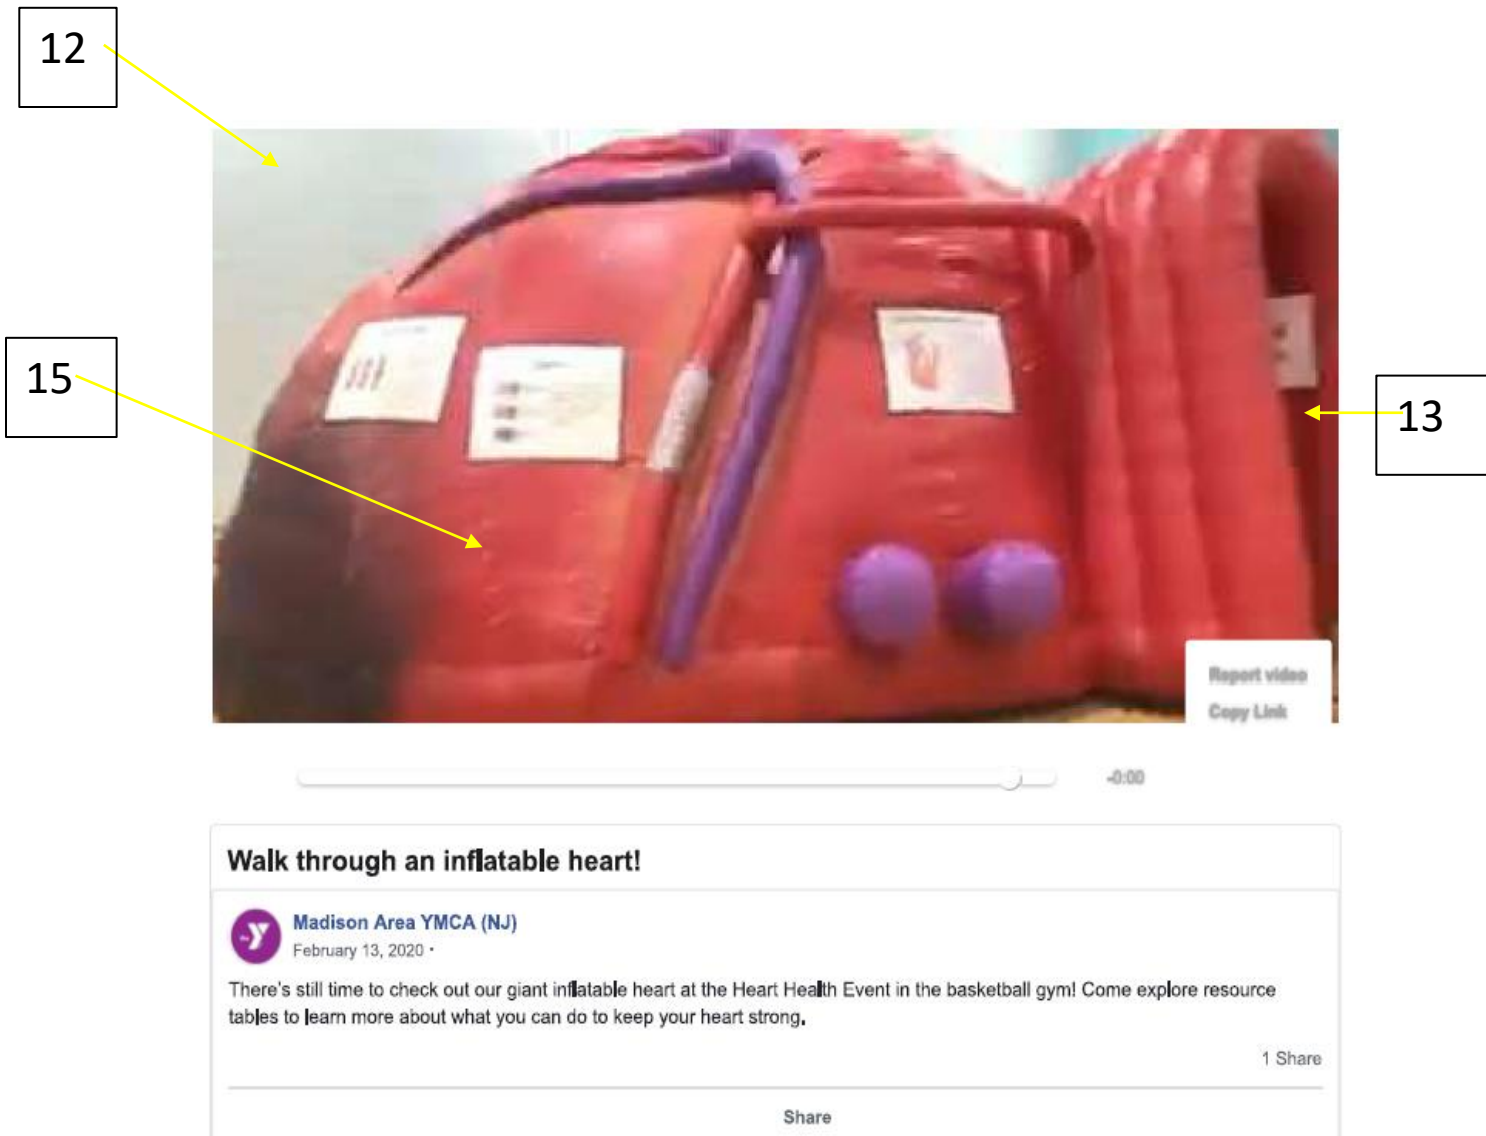 12
15
13
Report video
Copy Link
-0:00
Walk through an inflatable heart!
Madison Area YMCA (NJ)
February 13, 2020 ·
There's still time to check out our giant inflatable heart at the Heart Health Event in the basketball gym! Come explore resource
tables to learn more about what you can do to keep your heart strong.
1 Share
Share